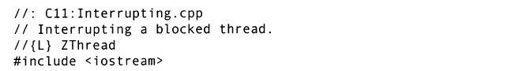 //: C11:Interrupting.cpp
// Interrupting a blocked thread.
//{L} ZThread
#include <iostream>